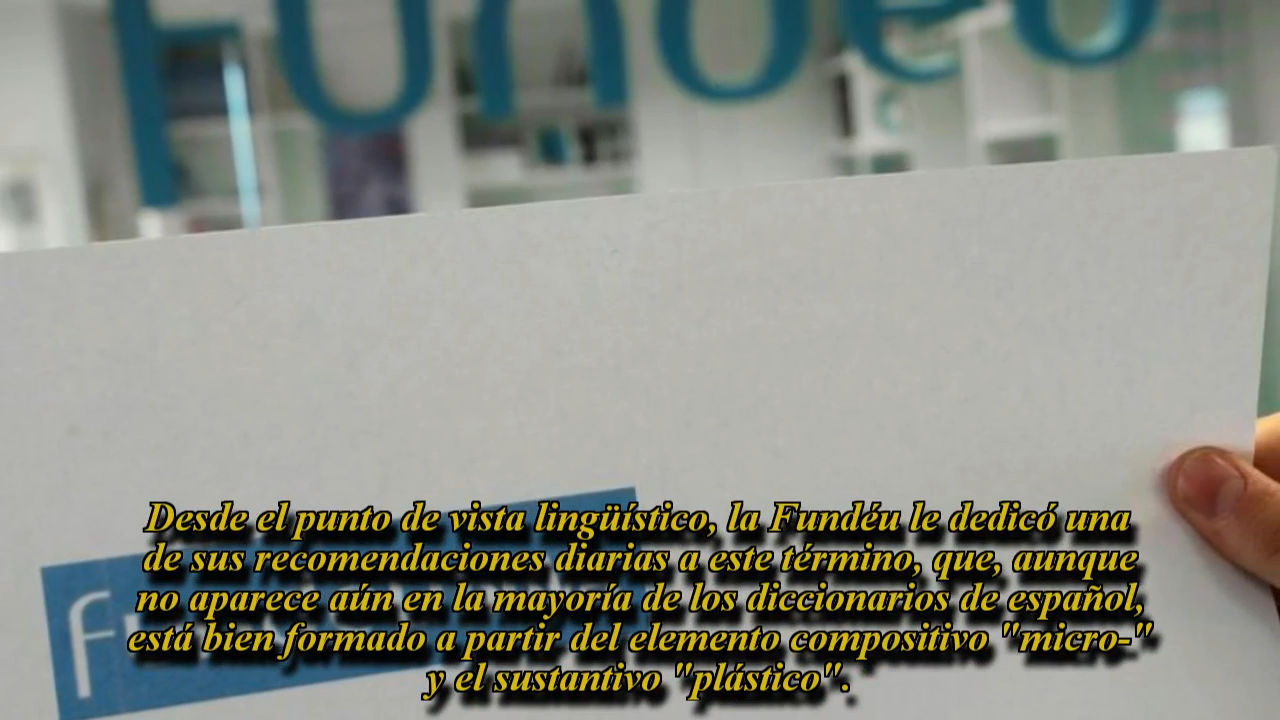 Fundéu
Desde el punto de vista lingüístico, la Fundéu le dedicó una
de sus recomendaciones diarias a este término, que, aunque
no aparece aún en la mayoría de los diccionarios de español,
está bien formado a partir del elemento compositivo "micro-"
y el sustantivo "plástico".